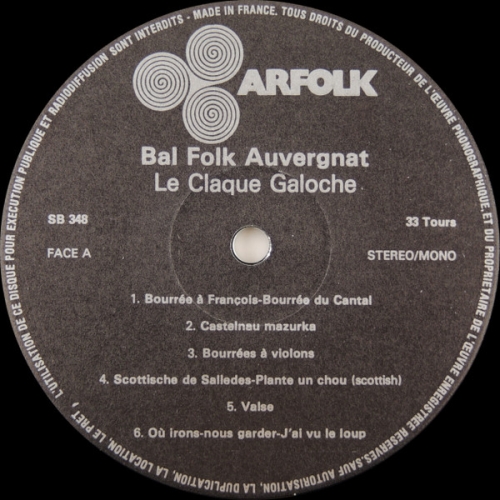 ARFOLK
Bal Folk Auvergnat
Le Claque Galoche
SB 348
33 Tours
FACE A
STEREO/MONO
1. Bourrée à François-Bourrée du Cantal
2. Castelnau mazurka
3. Bourrées à violons
4. Scottische de Salledes-Plante un chou (scottish)
5. Valse
6. Où irons-nous garder-J'ai vu le loup
MADE IN FRANCE. TOUS DROITS DU PRODUCTEUR DE L'ŒUVRE PHONOGRAPHIQUE, ET DU PROPRIETAIRE DE L'ŒUVRE ENREGISTREE RESERVES. SAUF AUTORISATION, LA DUPLICATION, LA LOCATION, LE PRET, L'UTILISATION DE CE DISQUE POUR EXECUTION PUBLIQUE ET RADIODIFFUSION SONT INTERDITS -